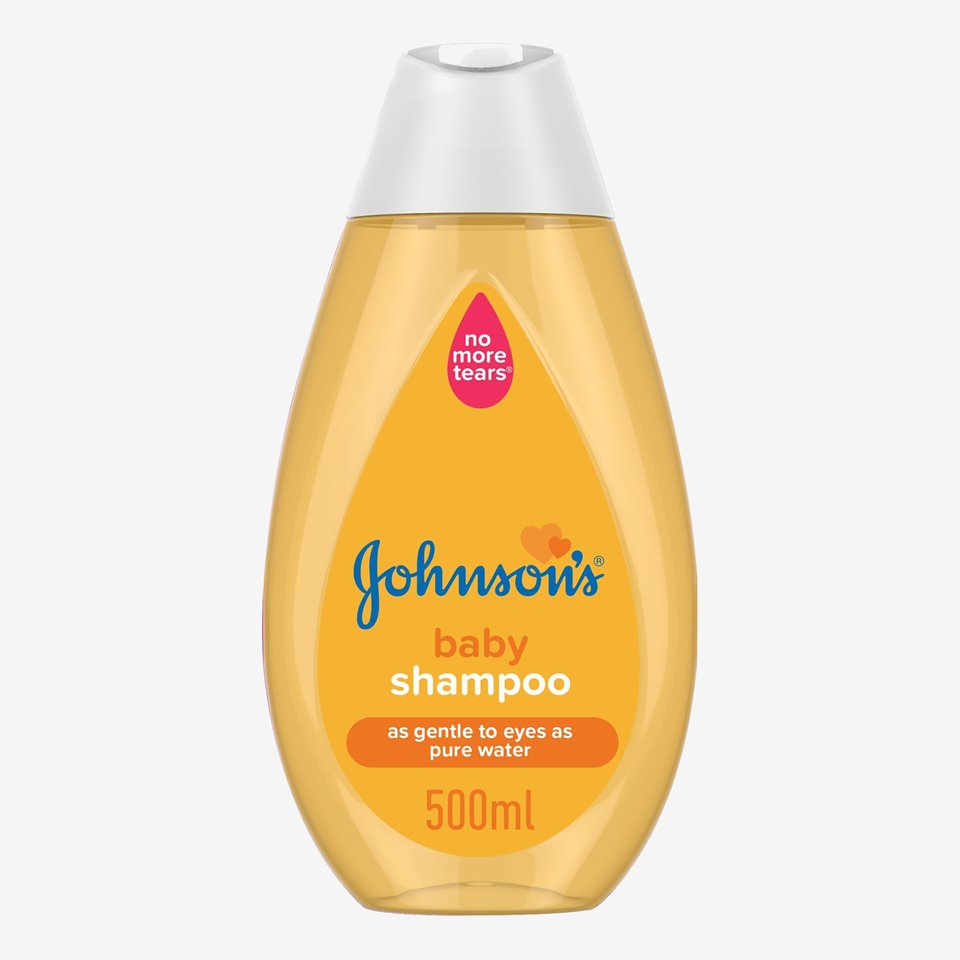 no
more
tears®
Johnson's®
baby
shampoo
as gentle to eyes as
pure water
500ml